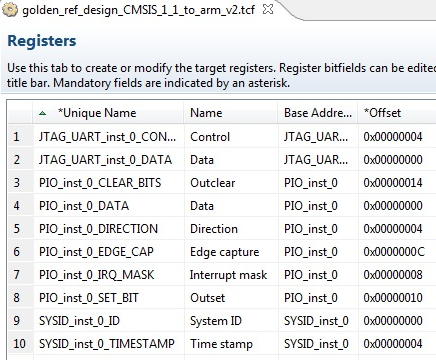 golden_ref_design_CMSIS_1_1_to_arm_v2.tcf
Registers
Use this tab to create or modify the target registers. Register bitfields can be edited
title bar. Mandatory fields are indicated by an asterisk.
*Unique Name Name Base Addre... *Offset
1 JTAG_UART_inst_0_CON... Control JTAG_UAR... 0x00000004
2 JTAG_UART_inst_0_DATA Data JTAG_UAR... 0x00000000
3 PIO_inst_0_CLEAR_BITS Outclear PIO_inst_0 0x00000014
4 PIO_inst_0_DATA Data PIO_inst_0 0x00000000
5 PIO_inst_0_DIRECTION Direction PIO_inst_0 0x00000004
6 PIO_inst_0_EDGE_CAP Edge capture PIO_inst_0 0x0000000C
7 PIO_inst_0_IRQ_MASK Interrupt mask PIO_inst_0 0x00000008
8 PIO_inst_0_SET_BIT Outset PIO_inst_0 0x00000010
9 SYSID_inst_0_ID System ID SYSID_inst_0 0x00000000
10 SYSID_inst_0_TIMESTAMP Time stamp SYSID_inst_0 0x00000004